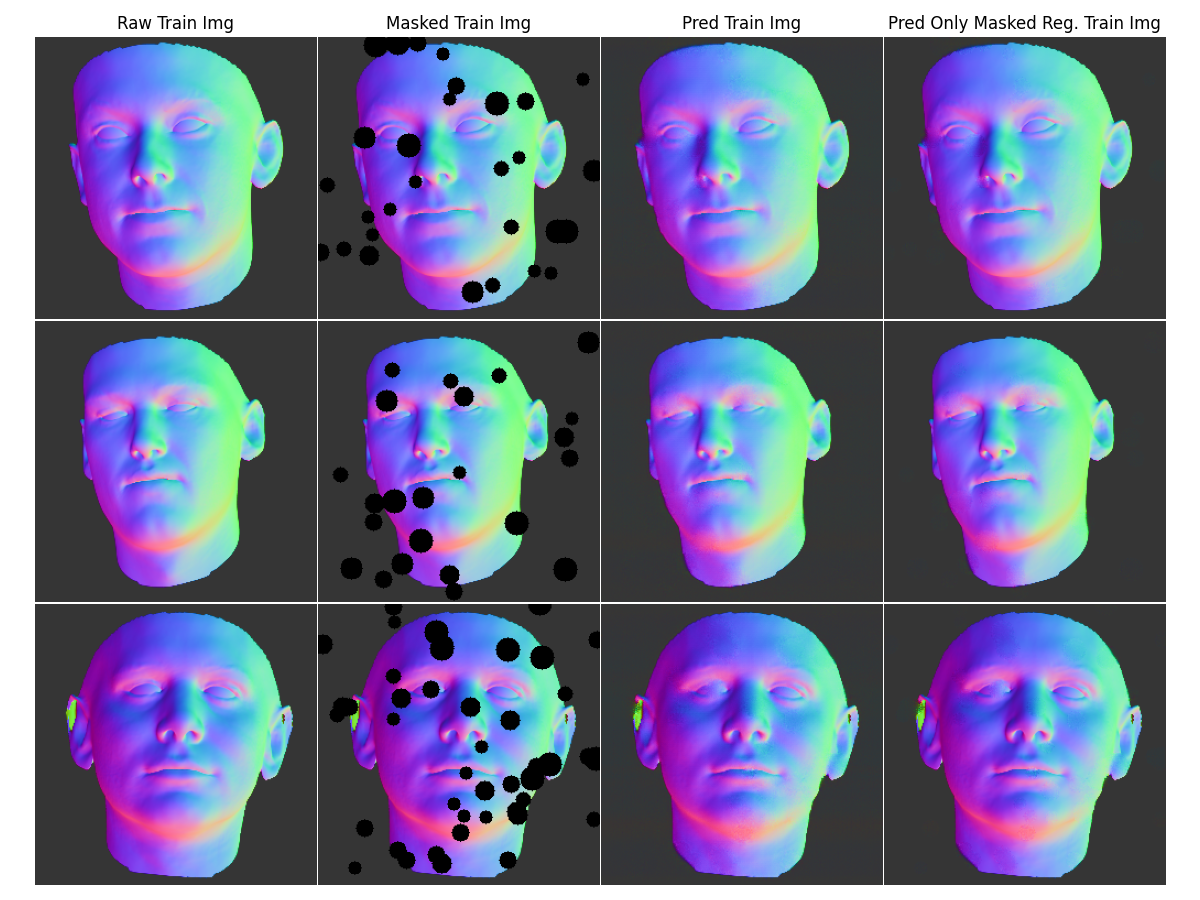 Raw Train Img
Masked Train Img
Pred Train Img
Pred Only Masked Reg. Train Img